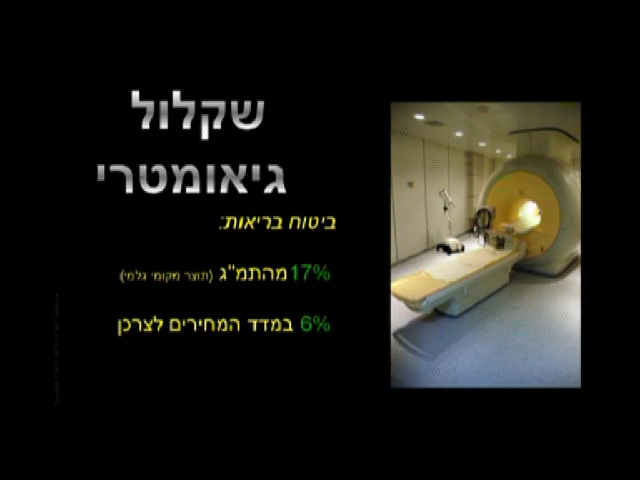 שקלול
גיאומטרי
ביטוח בריאות:
17% מהתמ"ג (תוצר מקומי גלמי)
6% במדד המחירים לצרכן